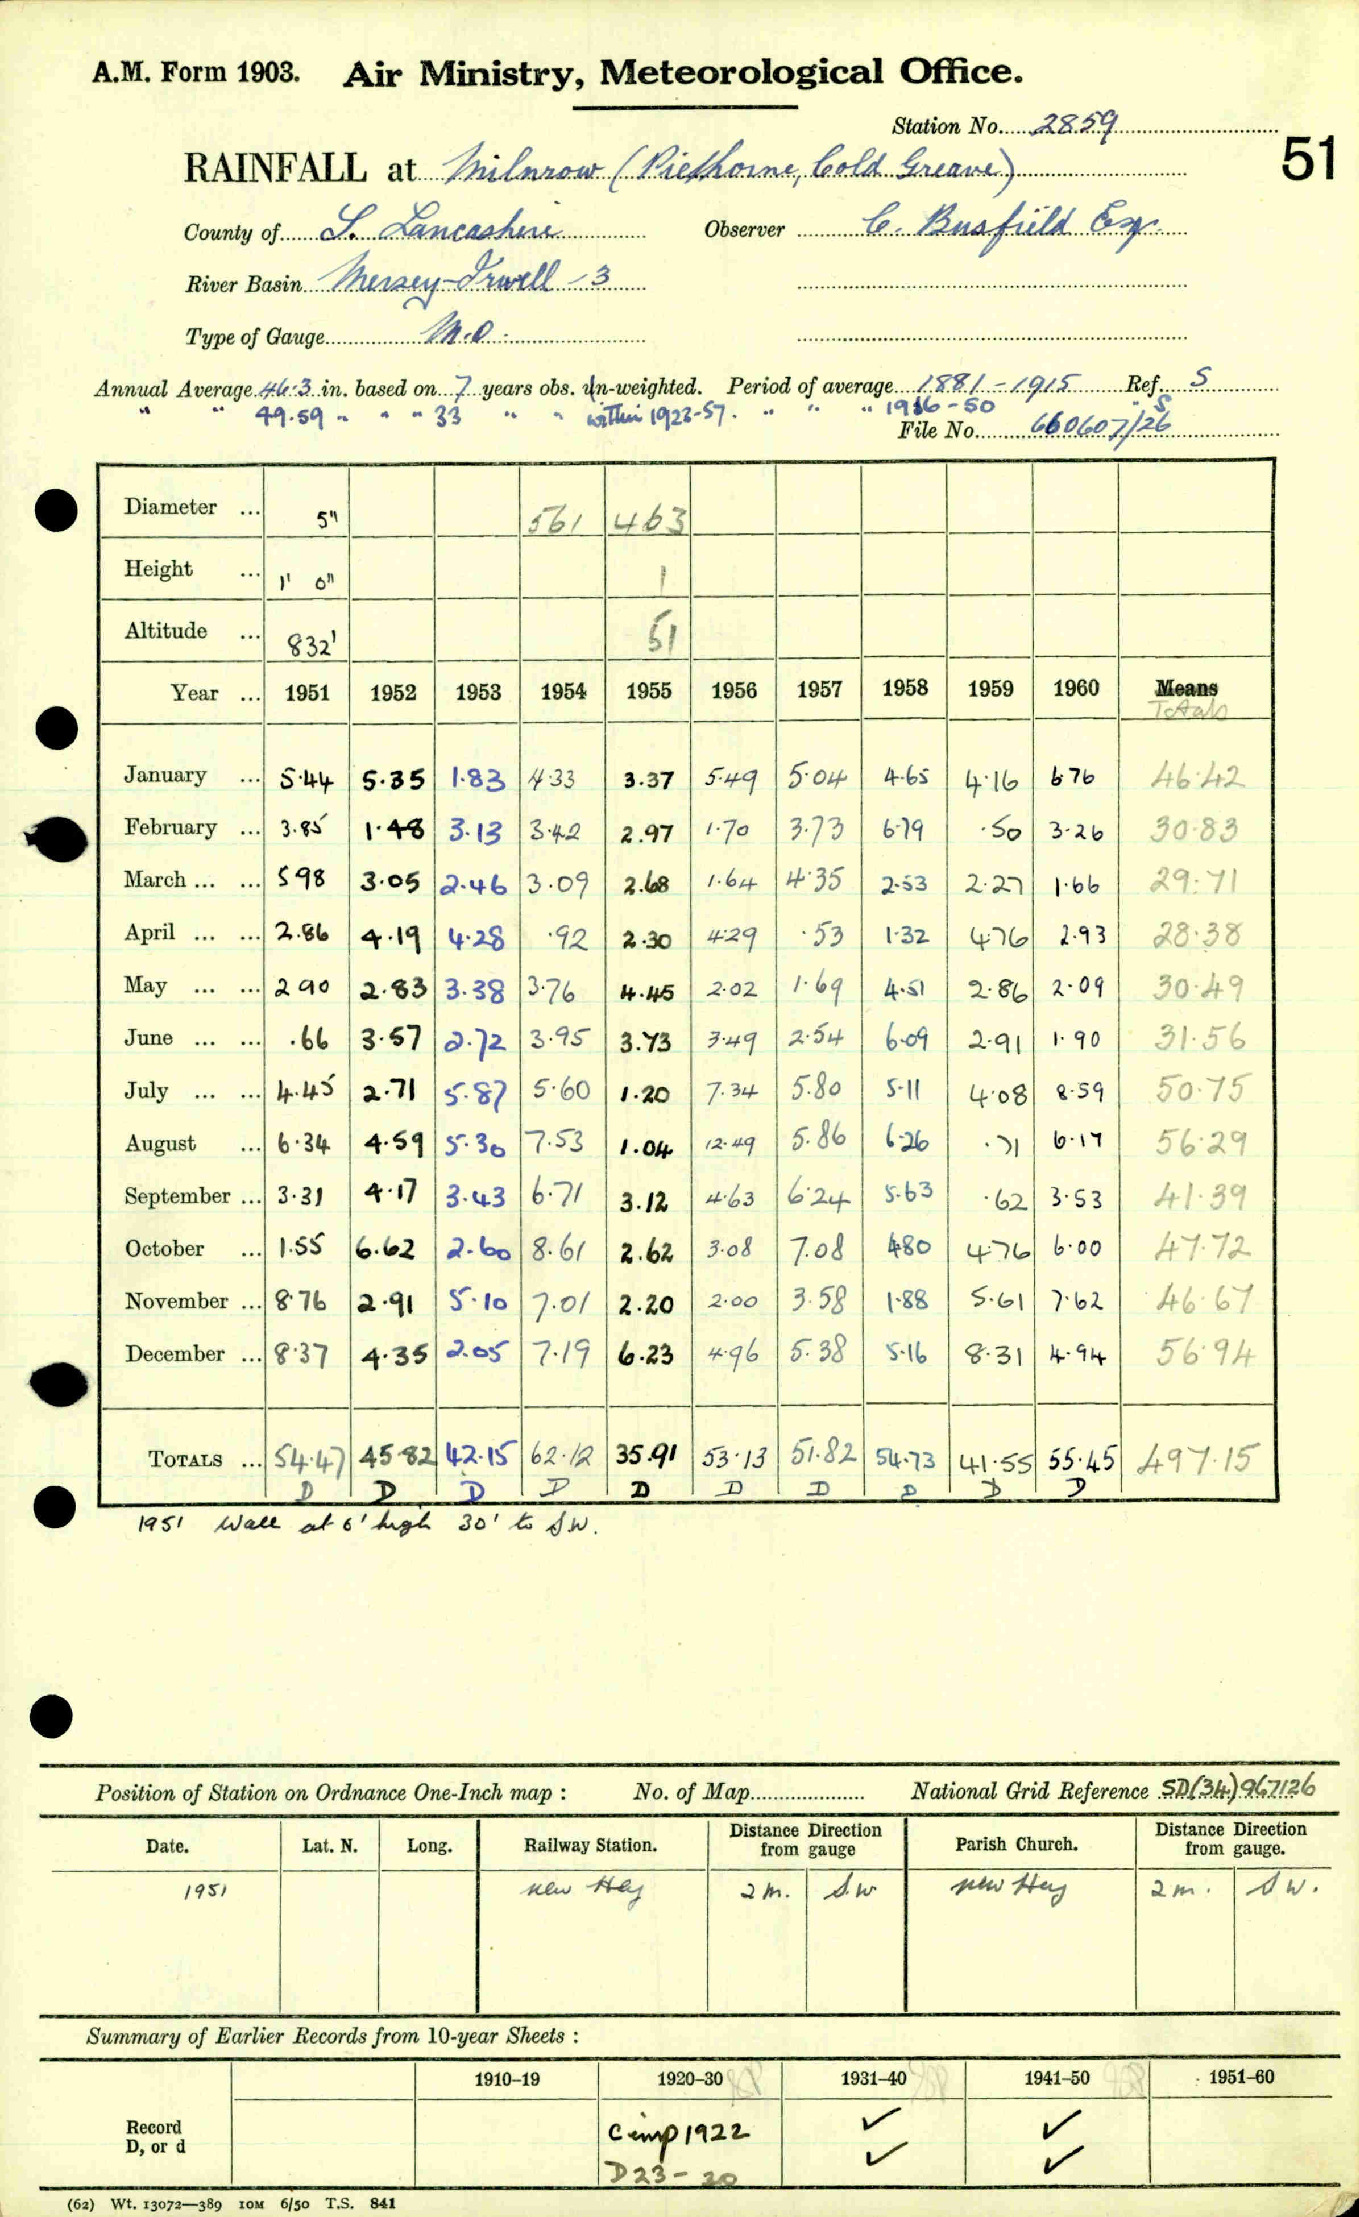 A.M. Form 1903. Air Ministry, Meteorological Office.
Station No. 2859
51
RAINFALL at Milnrow (Piethorne, Cold Greave)
County of S. Lancashire Observer C. Busfield Esq.
River Basin Mersey-Irwell - 3
Type of Gauge M.O.
Annual Average 46.3 in. based on 7 years obs. Un-weighted. Period of average 1881-1915 Ref. S
" " 49.59 " " " 33 " " within 1923-57. " " " 1916-50 " S
File No. 660607/26
Diameter ... 5" 561 463
Height ... 1' 0" 1
Altitude ... 832' 51
Year ... 1951 1952 1953 1954 1955 1956 1957 1958 1959 1960 Means
Totals
January ... 5.44 5.35 1.83 4.33 3.37 5.49 5.04 4.65 4.16 6.76 46.42
February ... 3.85 1.48 3.13 3.42 2.97 1.70 3.73 6.79 .50 3.26 30.83
March ... ... 5.98 3.05 2.46 3.09 2.68 1.64 4.35 2.53 2.27 1.66 29.71
April ... ... 2.86 4.19 4.28 .92 2.30 4.29 .53 1.32 4.76 2.93 28.38
May ... ... 2.90 2.83 3.38 3.76 4.45 2.02 1.69 4.51 2.86 2.09 30.49
June ... ... .66 3.57 2.72 3.95 3.73 3.49 2.54 6.09 2.91 1.90 31.56
July ... ... 4.45 2.71 5.87 5.60 1.20 7.34 5.80 5.11 4.08 8.59 50.75
August ... 6.34 4.59 5.30 7.53 1.04 12.49 5.86 6.26 .71 6.17 56.29
September ... 3.31 4.17 3.43 6.71 3.12 4.63 6.24 5.63 .62 3.53 41.39
October ... 1.55 6.62 2.60 8.61 2.62 3.08 7.08 4.80 4.76 6.00 47.72
November ... 8.76 2.91 5.10 7.01 2.20 2.00 3.58 1.88 5.61 7.62 46.67
December ... 8.37 4.35 2.05 7.19 6.23 4.96 5.38 5.16 8.31 4.94 56.94
TOTALS ... 54.47 45.82 42.15 62.12 35.91 53.13 51.82 54.73 41.55 55.45 497.15
D D D D D D D D D D
1951 Wall at 6' high 30' to S.W.
Position of Station on Ordnance One-Inch map : No. of Map National Grid Reference SD(34)967126
Date. Lat. N. Long. Railway Station. Distance Direction from gauge Parish Church. Distance Direction from gauge.
1951 New Hey 2 m. S.W New Hey 2 m. S.W.
Summary of Earlier Records from 10-year Sheets :
1910-19 1920-30 1931-40 1941-50 1951-60
Record D, or d C imp 1922 ✓ ✓
D 23-30 ✓ ✓
(62) Wt. 13072—389 10M 6/50 T.S. 841